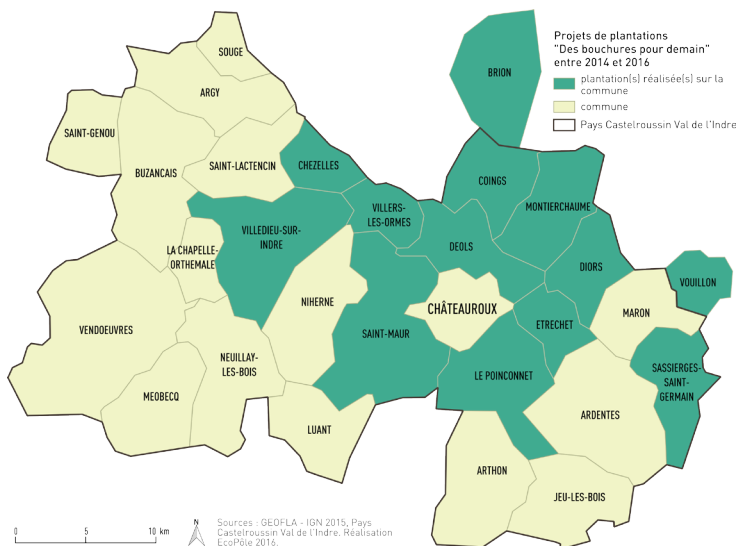 Projets de plantations
"Des bouchures pour demain"
entre 2014 et 2016
plantation(s) réalisée(s) sur la
commune
commune
Pays Castelroussin Val de l'Indre
SOUGE
ARGY
SAINT-GENOU
BUZANCAIS
SAINT-LACTENCIN
CHEZELLES
BRION
COINGS
MONTIERCHAUME
VILLERS-
LES-ORMES
VILLEDIEU-SUR-
INDRE
LA CHAPELLE-
ORTHEMALE
DEOLS
DIORS
VOUILLON
NIHERNE
CHÂTEAUROUX
MARON
VENDOEUVRES
SAINT-MAUR
ETRECHET
NEUILLAY-
LES-BOIS
LE POINCONNET
SASSIERGES-
SAINT-
GERMAIN
MEOBECQ
ARDENTES
LUANT
ARTHON
JEU-LES-BOIS
0 5 10 km
N
Sources : GEOFLA - IGN 2015, Pays
Castelroussin Val de l'Indre. Réalisation
EcoPôle 2016.